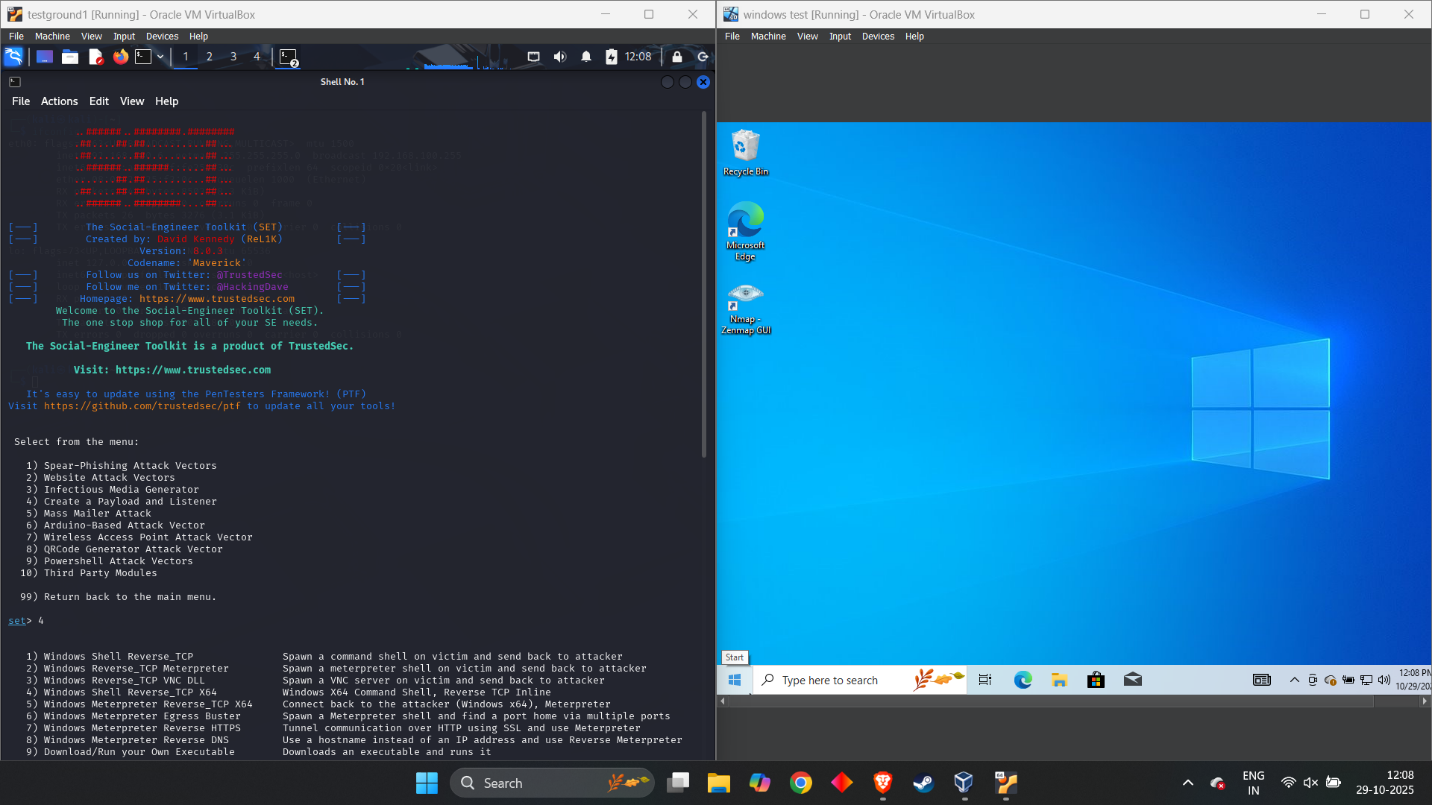 testground1 [Running] - Oracle VM VirtualBox
File Machine View Input Devices Help
1 2 3 4 12:08
Shell No. 1
File Actions Edit View Help
..######..########.########
.##....##.##..........##...
.##.......##..........##...
..######..######......##...
.......##.##..........##...
.##....##.##..........##...
..######..########....##...
[---] The Social-Engineer Toolkit (SET) [---]
[---] Created by: David Kennedy (ReL1K) [---]
Version: 8.0.3
Codename: 'Maverick'
[---] Follow us on Twitter: @TrustedSec [---]
[---] Follow me on Twitter: @HackingDave [---]
[---] Homepage: https://www.trustedsec.com [---]
Welcome to the Social-Engineer Toolkit (SET).
The one stop shop for all of your SE needs.
The Social-Engineer Toolkit is a product of TrustedSec.
Visit: https://www.trustedsec.com
It's easy to update using the PenTesters Framework! (PTF)
Visit https://github.com/trustedsec/ptf to update all your tools!
Select from the menu:
1) Spear-Phishing Attack Vectors
2) Website Attack Vectors
3) Infectious Media Generator
4) Create a Payload and Listener
5) Mass Mailer Attack
6) Arduino-Based Attack Vector
7) Wireless Access Point Attack Vector
8) QRCode Generator Attack Vector
9) Powershell Attack Vectors
10) Third Party Modules
99) Return back to the main menu.
set> 4
1) Windows Shell Reverse_TCP Spawn a command shell on victim and send back to attacker
2) Windows Reverse_TCP Meterpreter Spawn a meterpreter shell on victim and send back to attacker
3) Windows Reverse_TCP VNC DLL Spawn a VNC server on victim and send back to attacker
4) Windows Shell Reverse_TCP X64 Windows X64 Command Shell, Reverse TCP Inline
5) Windows Meterpreter Reverse_TCP X64 Connect back to the attacker (Windows x64), Meterpreter
6) Windows Meterpreter Egress Buster Spawn a Meterpreter shell and find a port home via multiple ports
7) Windows Meterpreter Reverse HTTPS Tunnel communication over HTTP using SSL and use Meterpreter
8) Windows Meterpreter Reverse DNS Use a hostname instead of an IP address and use Reverse Meterpreter
9) Download/Run your Own Executable Downloads an executable and runs it
windows test [Running] - Oracle VM VirtualBox
File Machine View Input Devices Help
Recycle Bin
Microsoft
Edge
Nmap -
Zenmap GUI
Start
Type here to search
12:08 PM
10/29/20
Search
ENG
IN
12:08
29-10-2025